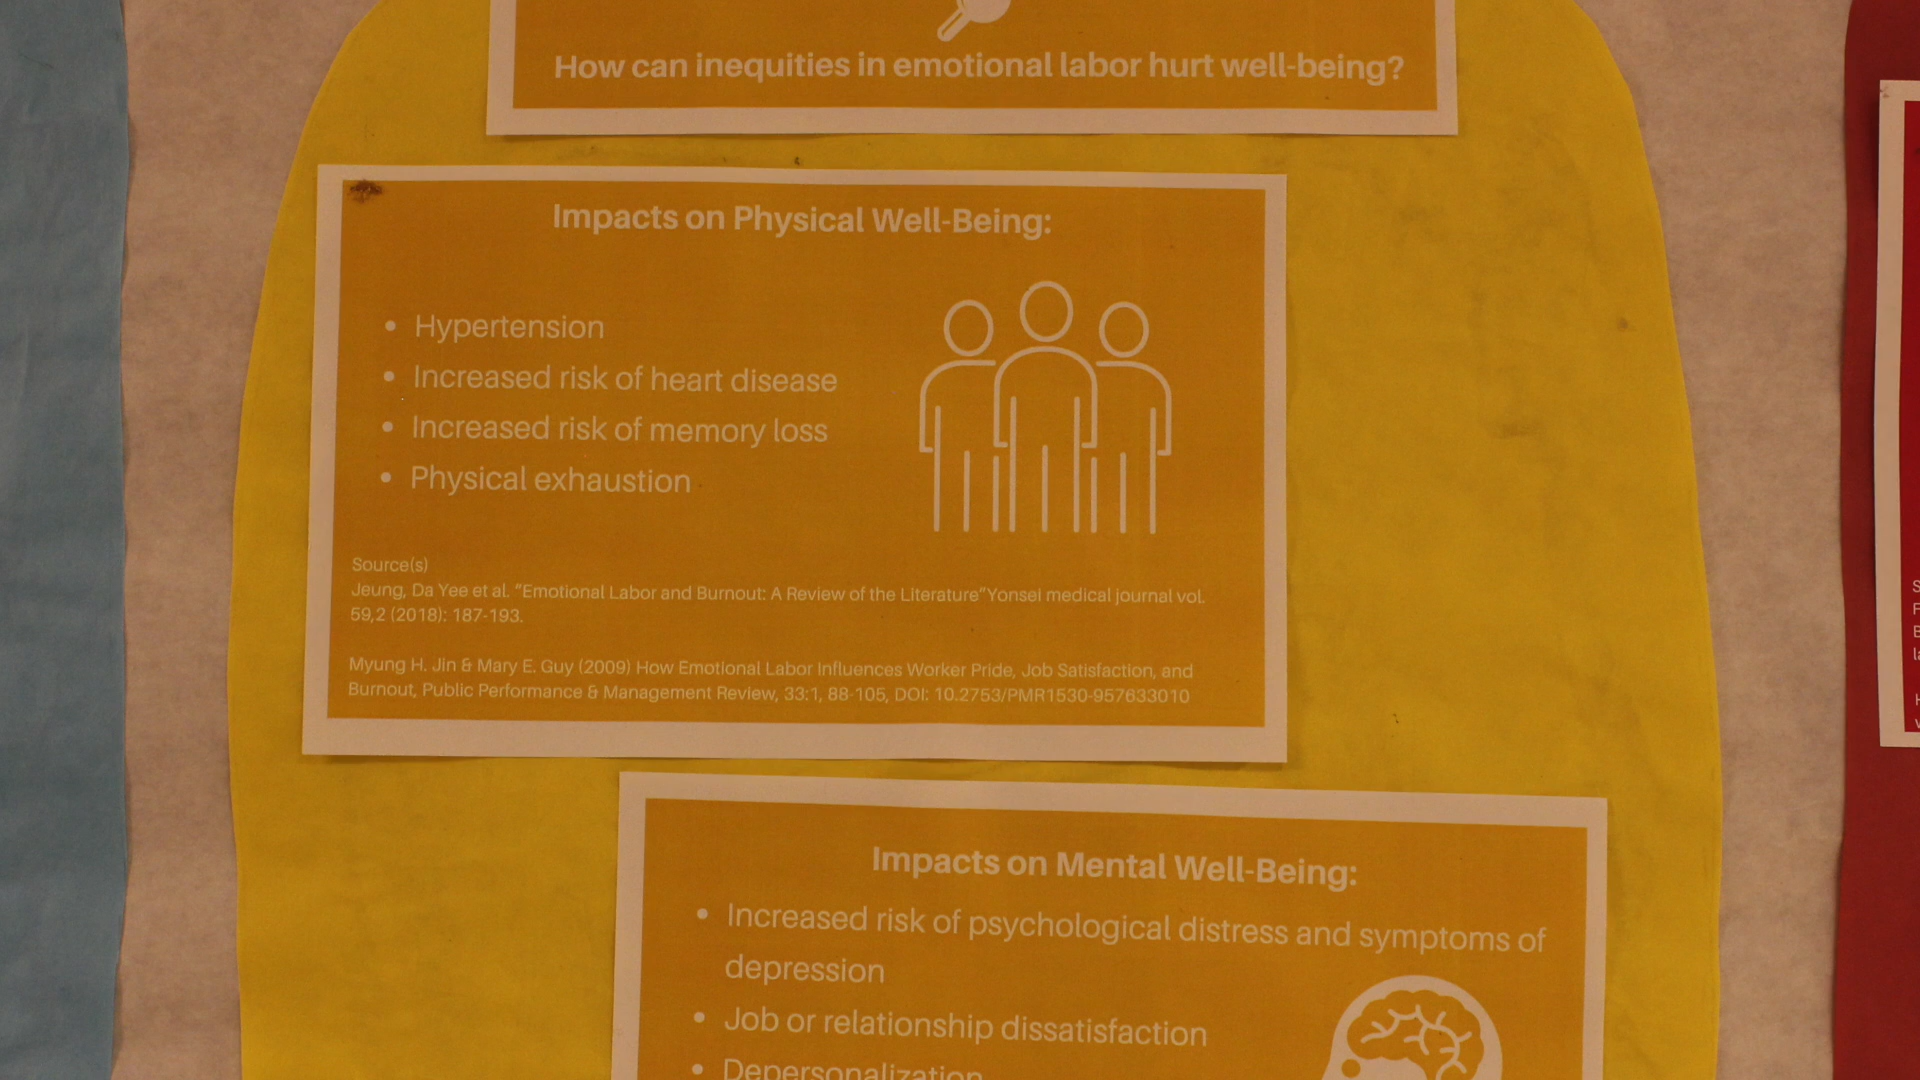 How can inequities in emotional labor hurt well-being?
Impacts on Physical Well-Being:
• Hypertension
• Increased risk of heart disease
• Increased risk of memory loss
• Physical exhaustion
Source(s)
Jeung, Da Yee et al. "Emotional Labor and Burnout: A Review of the Literature"Yonsei medical journal vol.
59,2 (2018): 187-193.
Myung H. Jin & Mary E. Guy (2009) How Emotional Labor Influences Worker Pride, Job Satisfaction, and
Burnout, Public Performance & Management Review, 33:1, 88-105, DOI: 10.2753/PMR1530-957633010
Impacts on Mental Well-Being:
• Increased risk of psychological distress and symptoms of
depression
• Job or relationship dissatisfaction
• Depersonalization